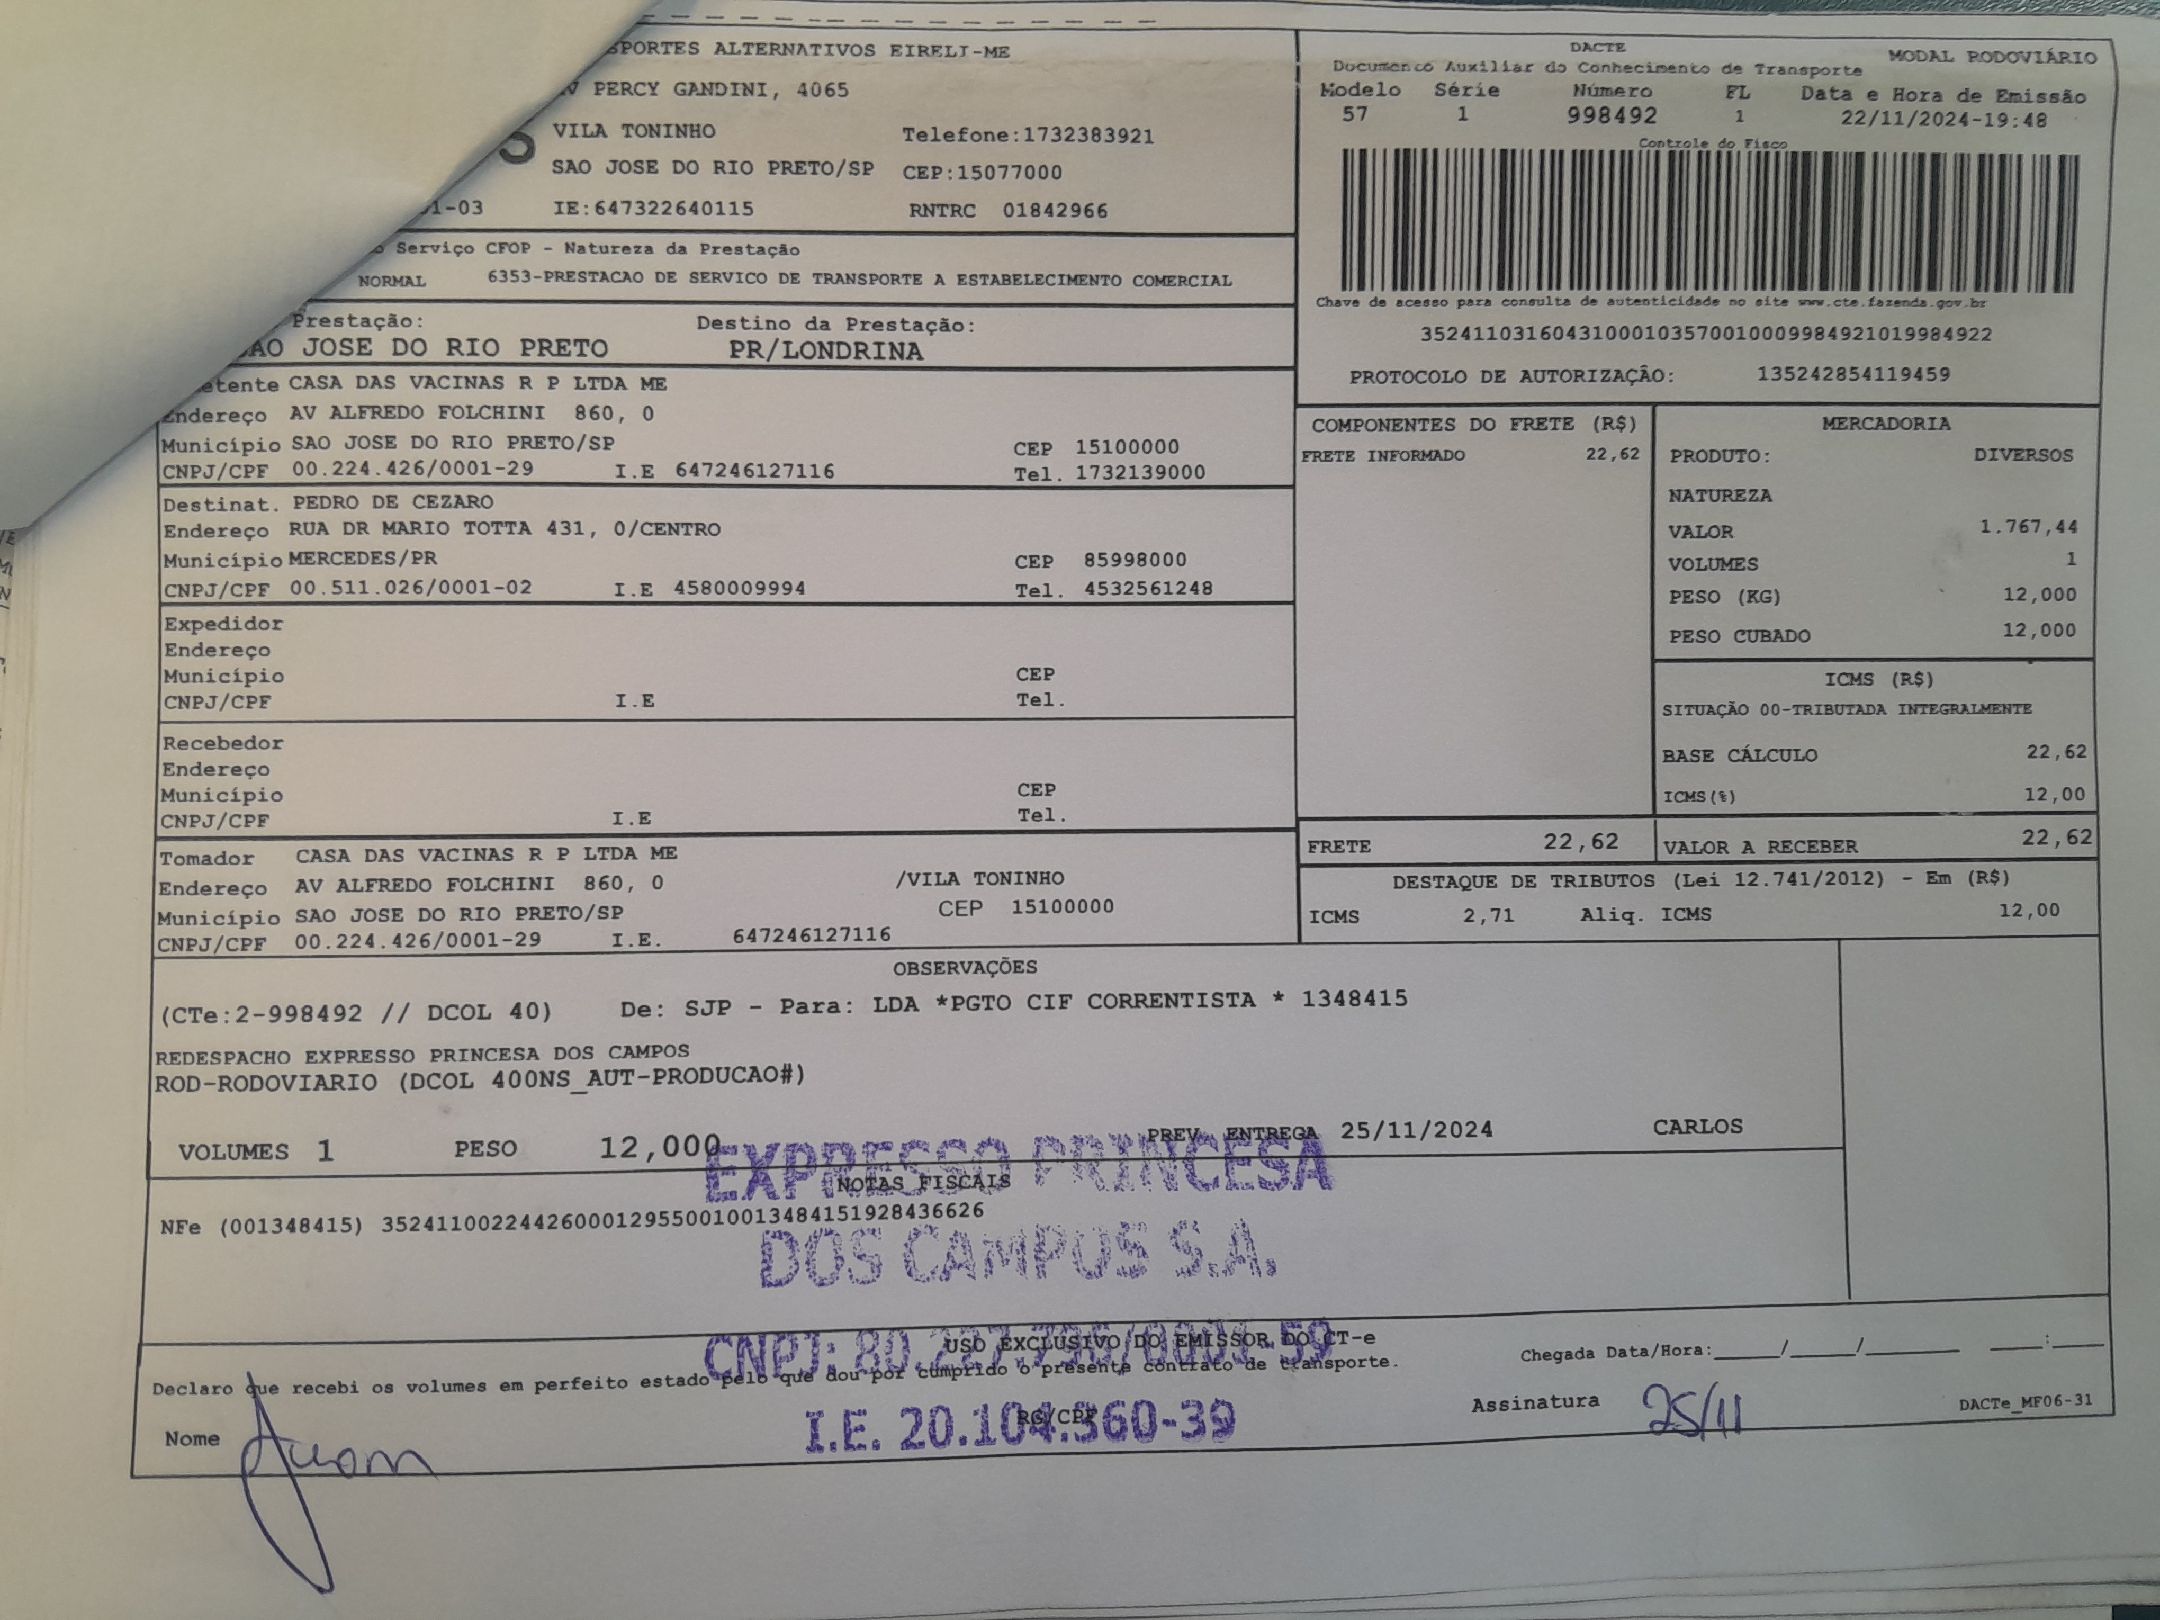 SPORTES ALTERNATIVOS EIRELI-ME
AV PERCY GANDINI, 4065
VILA TONINHO Telefone:1732383921
SAO JOSE DO RIO PRETO/SP CEP:15077000
1-03 IE:647322640115 RNTRC 01842966
Serviço CFOP - Natureza da Prestação
NORMAL 6353-PRESTACAO DE SERVICO DE TRANSPORTE A ESTABELECIMENTO COMERCIAL
Prestação: Destino da Prestação:
SAO JOSE DO RIO PRETO PR/LONDRINA
DACTE MODAL RODOVIÁRIO
Documento Auxiliar do Conhecimento de Transporte
Modelo Série Número FL Data e Hora de Emissão
57 1 998492 1 22/11/2024-19:48
Controle do Fisco
Chave de acesso para consulta de autenticidade no site www.cte.fazenda.gov.br
35241103160431000103570010009984921019984922
PROTOCOLO DE AUTORIZAÇÃO: 135242854119459
etente CASA DAS VACINAS R P LTDA ME
Endereço AV ALFREDO FOLCHINI 860, 0
Município SAO JOSE DO RIO PRETO/SP CEP 15100000
CNPJ/CPF 00.224.426/0001-29 I.E 647246127116 Tel. 1732139000
Destinat. PEDRO DE CEZARO
Endereço RUA DR MARIO TOTTA 431, 0/CENTRO
Município MERCEDES/PR CEP 85998000
CNPJ/CPF 00.511.026/0001-02 I.E 4580009994 Tel. 4532561248
Expedidor
Endereço
Município CEP
CNPJ/CPF I.E Tel.
Recebedor
Endereço
Município CEP
CNPJ/CPF I.E Tel.
Tomador CASA DAS VACINAS R P LTDA ME
Endereço AV ALFREDO FOLCHINI 860, 0 /VILA TONINHO
Município SAO JOSE DO RIO PRETO/SP CEP 15100000
CNPJ/CPF 00.224.426/0001-29 I.E. 647246127116
COMPONENTES DO FRETE (R$)
FRETE INFORMADO 22,62
MERCADORIA
PRODUTO: DIVERSOS
NATUREZA
VALOR 1.767,44
VOLUMES 1
PESO (KG) 12,000
PESO CUBADO 12,000
ICMS (R$)
SITUAÇÃO 00-TRIBUTADA INTEGRALMENTE
BASE CÁLCULO 22,62
ICMS(%) 12,00
FRETE 22,62 VALOR A RECEBER 22,62
DESTAQUE DE TRIBUTOS (Lei 12.741/2012) - Em (R$)
ICMS 2,71 Aliq. ICMS 12,00
OBSERVAÇÕES
(CTe:2-998492 // DCOL 40) De: SJP - Para: LDA *PGTO CIF CORRENTISTA * 1348415
REDESPACHO EXPRESSO PRINCESA DOS CAMPOS
ROD-RODOVIARIO (DCOL 400NS_AUT-PRODUCAO#)
VOLUMES 1 PESO 12,000 PREV ENTREGA 25/11/2024 CARLOS
EXPRESSO PRINCESA
NOTAS FISCAIS
NFe (001348415) 35241100224426000129550010013484151928436626
DOS CAMPOS S.A.
USO EXCLUSIVO DO EMISSOR DO CT-e
CNPJ: 80.227.796/0001-59
Chegada Data/Hora:_____/_____/_______ ____:____
Declaro que recebi os volumes em perfeito estado pelo que dou por cumprido o presente contrato de transporte.
Nome RG/CPF Assinatura 25/11 DACTe_MF06-31
I.E. 20.104.360-39